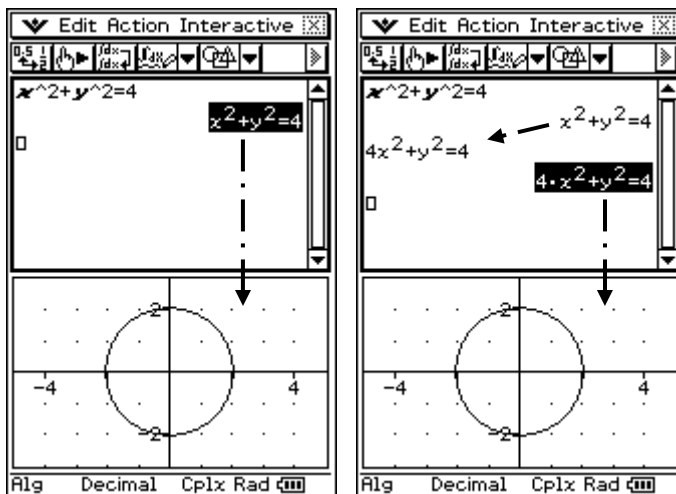 Edit Action Interactive
x^2+y^2=4
x²+y²=4
2
-4 4
-2
Alg Decimal Cplx Rad
Edit Action Interactive
x^2+y^2=4
x²+y²=4
4x²+y²=4
4·x²+y²=4
2
-4 4
-2
Alg Decimal Cplx Rad